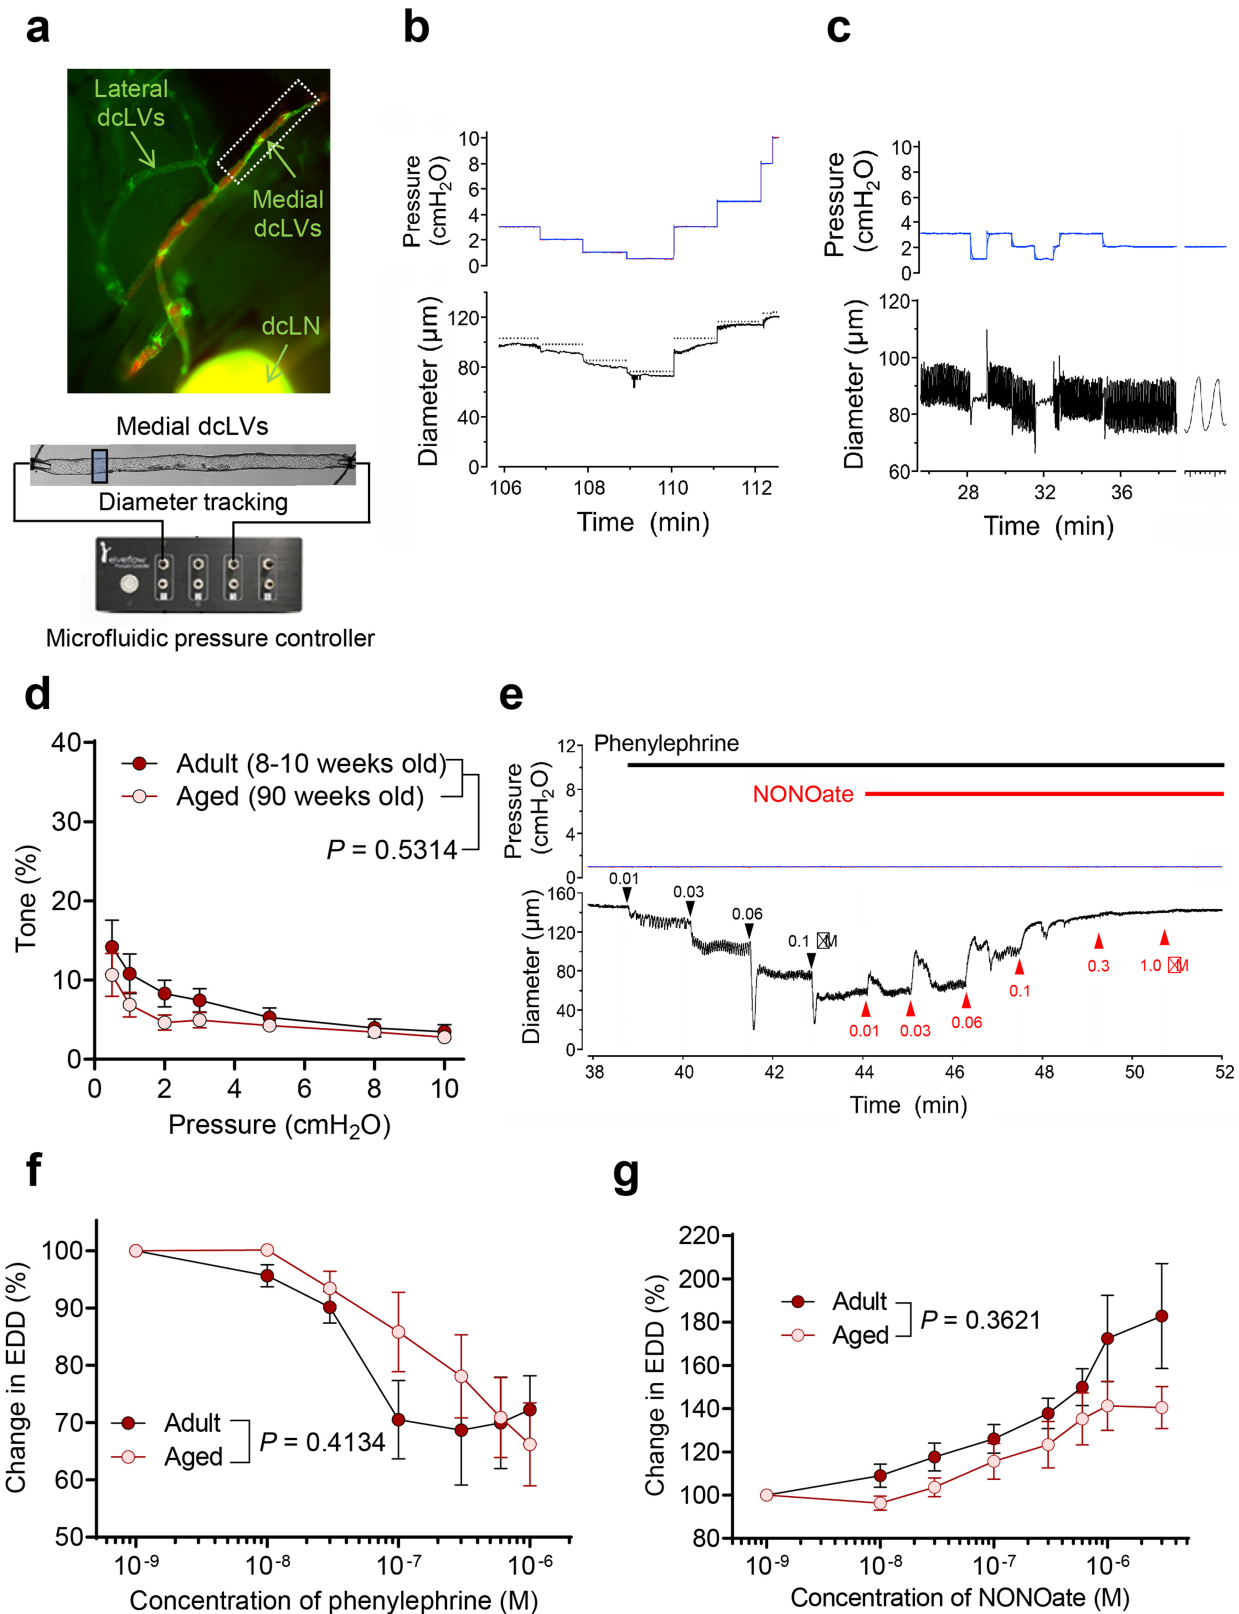 a
Lateral
dcLVs
Medial
dcLVs
dcLN
Medial dcLVs
Diameter tracking
elveflow
Pressure Controller
Microfluidic pressure controller
b
Pressure
(cmH2O)
10
8
6
4
2
0
Diameter (μm)
120
80
40
0
106 108 110 112
Time (min)
c
Pressure
(cmH2O)
10
8
6
4
2
0
Diameter (μm)
120
100
80
60
28 32 36
Time (min)
d
Tone (%)
40
30
20
10
0
Adult (8-10 weeks old)
Aged (90 weeks old)
P = 0.5314
0 2 4 6 8 10
Pressure (cmH2O)
e
Pressure
(cmH2O)
12
8
4
0
Phenylephrine
NONOate
Diameter (μm)
160
120
80
40
0
0.01
0.03
0.06
0.1 M
0.01
0.03
0.06
0.1
0.3
1.0 M
38 40 42 44 46 48 50 52
Time (min)
f
Change in EDD (%)
100
90
80
70
60
50
Adult
Aged
P = 0.4134
10-9 10-8 10-7 10-6
Concentration of phenylephrine (M)
g
Change in EDD (%)
220
200
180
160
140
120
100
80
Adult
Aged
P = 0.3621
10-9 10-8 10-7 10-6
Concentration of NONOate (M)